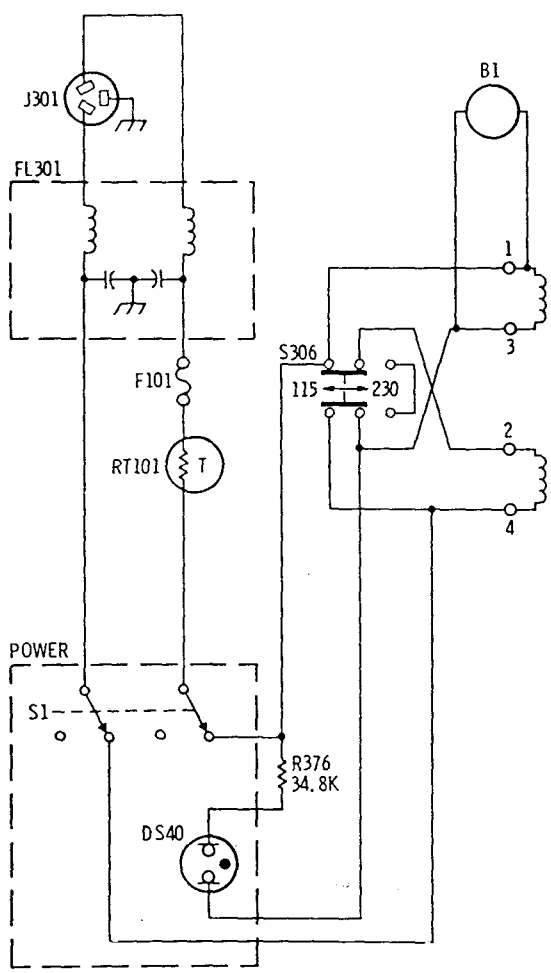 J301
B1
FL301
1
3
S306
115
230
F101
RT101
T
2
4
POWER
S1
R376
34.8K
DS40